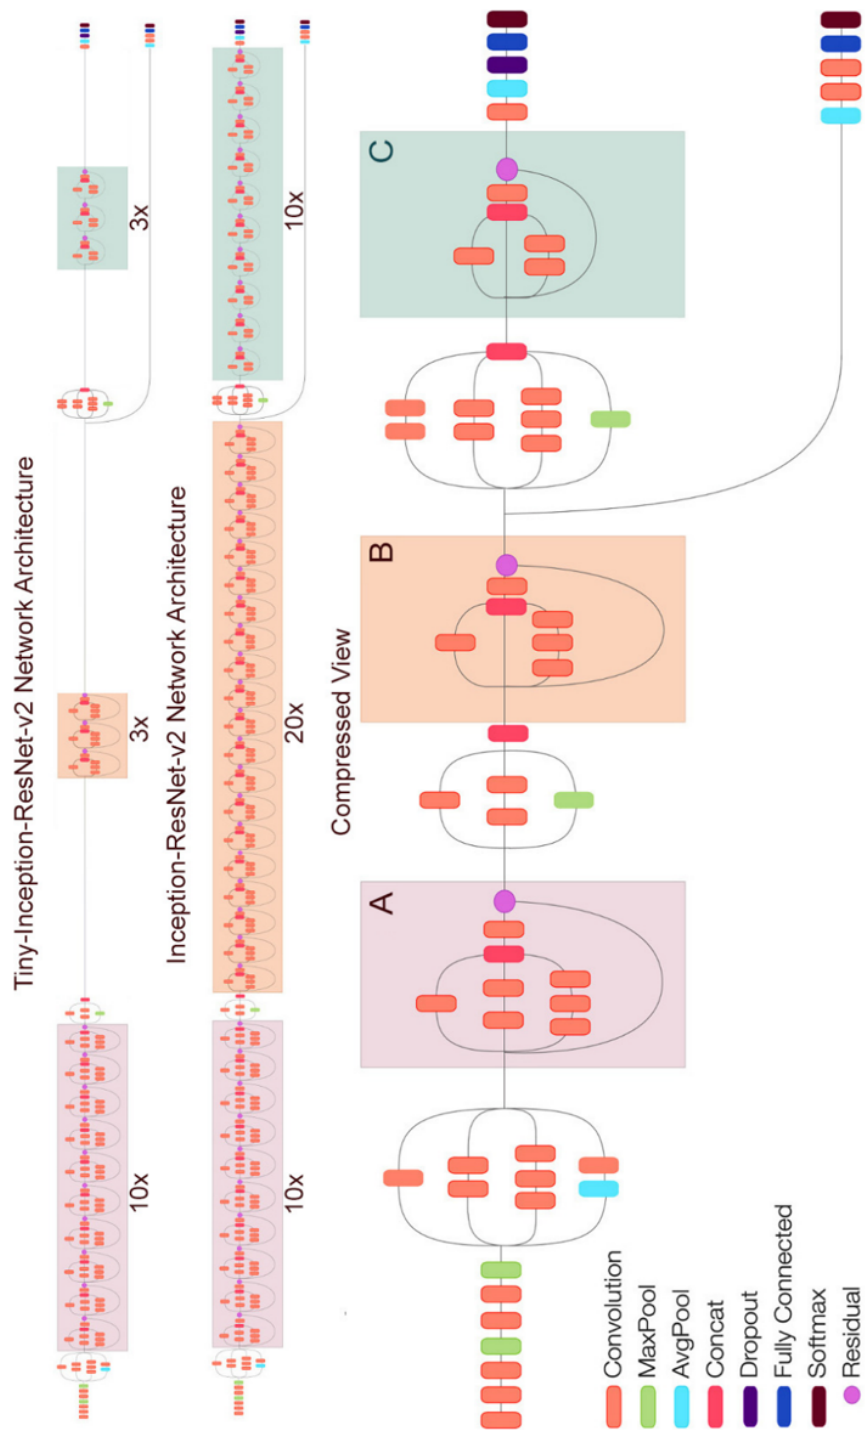 Tiny-Inception-ResNet-v2 Network Architecture
10x
3x
3x
Inception-ResNet-v2 Network Architecture
10x
20x
10x
Compressed View
A
B
C
Convolution
MaxPool
AvgPool
Concat
Dropout
Fully Connected
Softmax
Residual